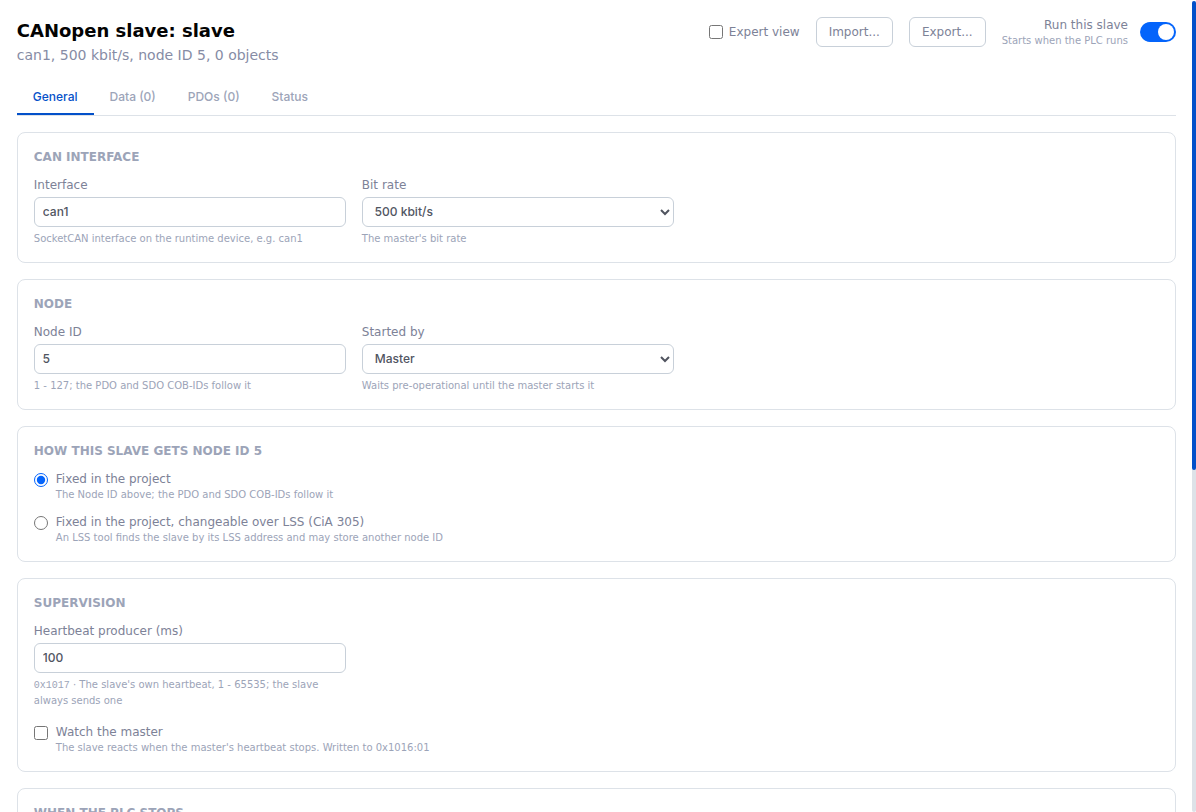 CANopen slave: slave
can1, 500 kbit/s, node ID 5, 0 objects
Expert view
Import...
Export...
Run this slave
Starts when the PLC runs
General
Data (0)
PDOs (0)
Status
CAN INTERFACE
Interface
Bit rate
can1
500 kbit/s
SocketCAN interface on the runtime device, e.g. can1
The master's bit rate
NODE
Node ID
Started by
5
Master
1 - 127; the PDO and SDO COB-IDs follow it
Waits pre-operational until the master starts it
HOW THIS SLAVE GETS NODE ID 5
Fixed in the project
The Node ID above; the PDO and SDO COB-IDs follow it
Fixed in the project, changeable over LSS (CiA 305)
An LSS tool finds the slave by its LSS address and may store another node ID
SUPERVISION
Heartbeat producer (ms)
100
0x1017 · The slave's own heartbeat, 1 - 65535; the slave
always sends one
Watch the master
The slave reacts when the master's heartbeat stops. Written to 0x1016:01
WHEN THE PLC STOPS